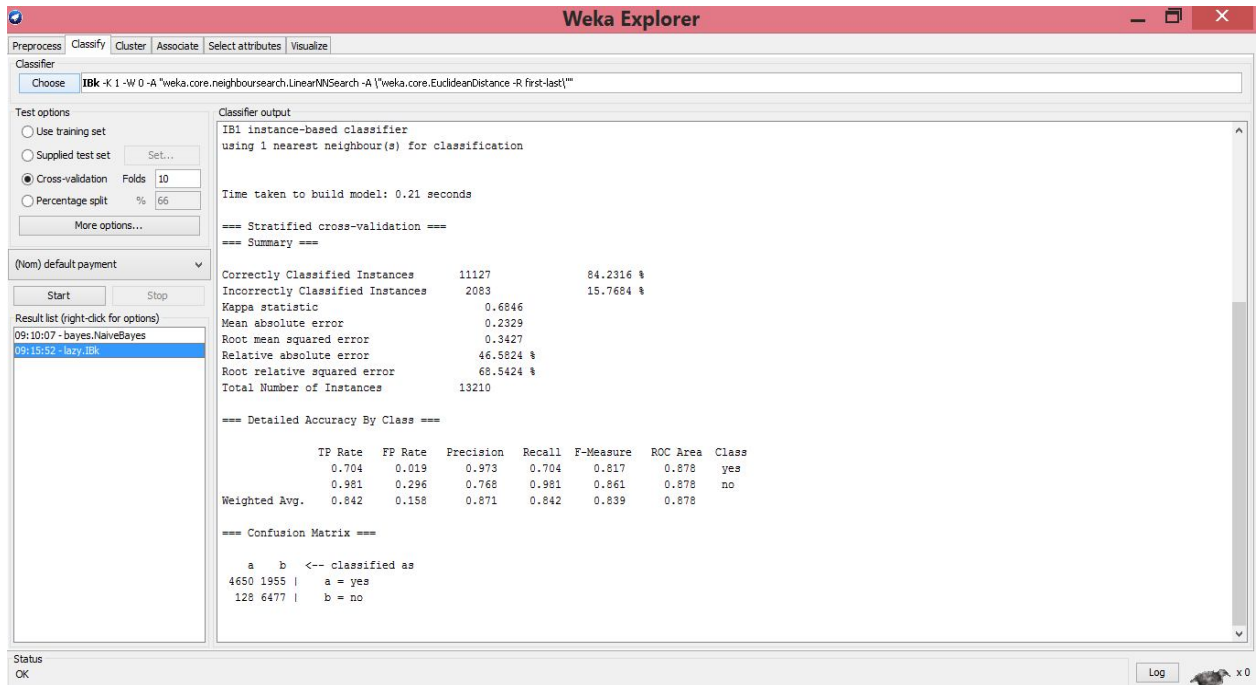 Weka Explorer
Preprocess Classify Cluster Associate Select attributes Visualize
Classifier
Choose IBk -K 1 -W 0 -A "weka.core.neighboursearch.LinearNNSearch -A \"weka.core.EuclideanDistance -R first-last\""
Test options
Use training set
Supplied test set Set...
Cross-validation Folds 10
Percentage split % 66
More options...
(Nom) default payment
Start Stop
Result list (right-click for options)
09:10:07 - bayes.NaiveBayes
09:15:52 - lazy.IBk
Classifier output
IB1 instance-based classifier
using 1 nearest neighbour(s) for classification
Time taken to build model: 0.21 seconds
=== Stratified cross-validation ===
=== Summary ===
Correctly Classified Instances 11127 84.2316 %
Incorrectly Classified Instances 2083 15.7684 %
Kappa statistic 0.6846
Mean absolute error 0.2329
Root mean squared error 0.3427
Relative absolute error 46.5824 %
Root relative squared error 68.5424 %
Total Number of Instances 13210
=== Detailed Accuracy By Class ===
TP Rate FP Rate Precision Recall F-Measure ROC Area Class
0.704 0.019 0.973 0.704 0.817 0.878 yes
0.981 0.296 0.768 0.981 0.861 0.878 no
Weighted Avg. 0.842 0.158 0.871 0.842 0.839 0.878
=== Confusion Matrix ===
a b <-- classified as
4650 1955 | a = yes
128 6477 | b = no
Status
OK
Log x 0